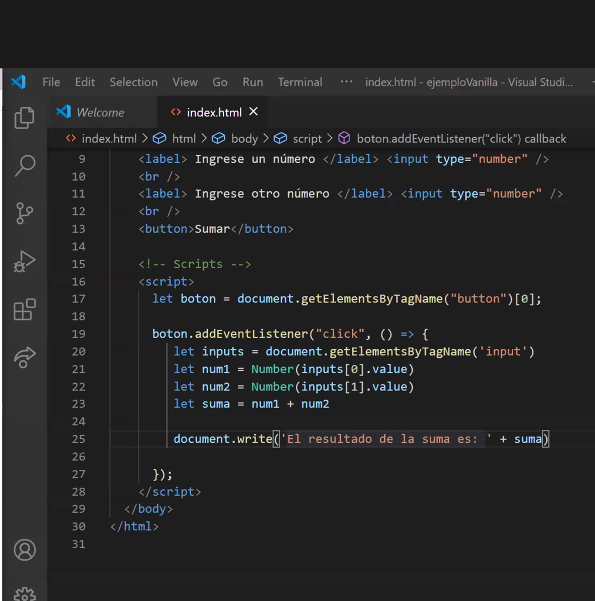 File Edit Selection View Go Run Terminal ··· index.html - ejemploVanilla - Visual Studi...
Welcome index.html
index.html > html > body > script > boton.addEventListener("click") callback
9 <label> Ingrese un número </label> <input type="number" />
10 <br />
11 <label> Ingrese otro número </label> <input type="number" />
12 <br />
13 <button>Sumar</button>
14
15 <!-- Scripts -->
16 <script>
17 let boton = document.getElementsByTagName("button")[0];
18
19 boton.addEventListener("click", () => {
20 let inputs = document.getElementsByTagName('input')
21 let num1 = Number(inputs[0].value)
22 let num2 = Number(inputs[1].value)
23 let suma = num1 + num2
24
25 document.write('El resultado de la suma es: ' + suma)
26
27 });
28 </script>
29 </body>
30 </html>
31